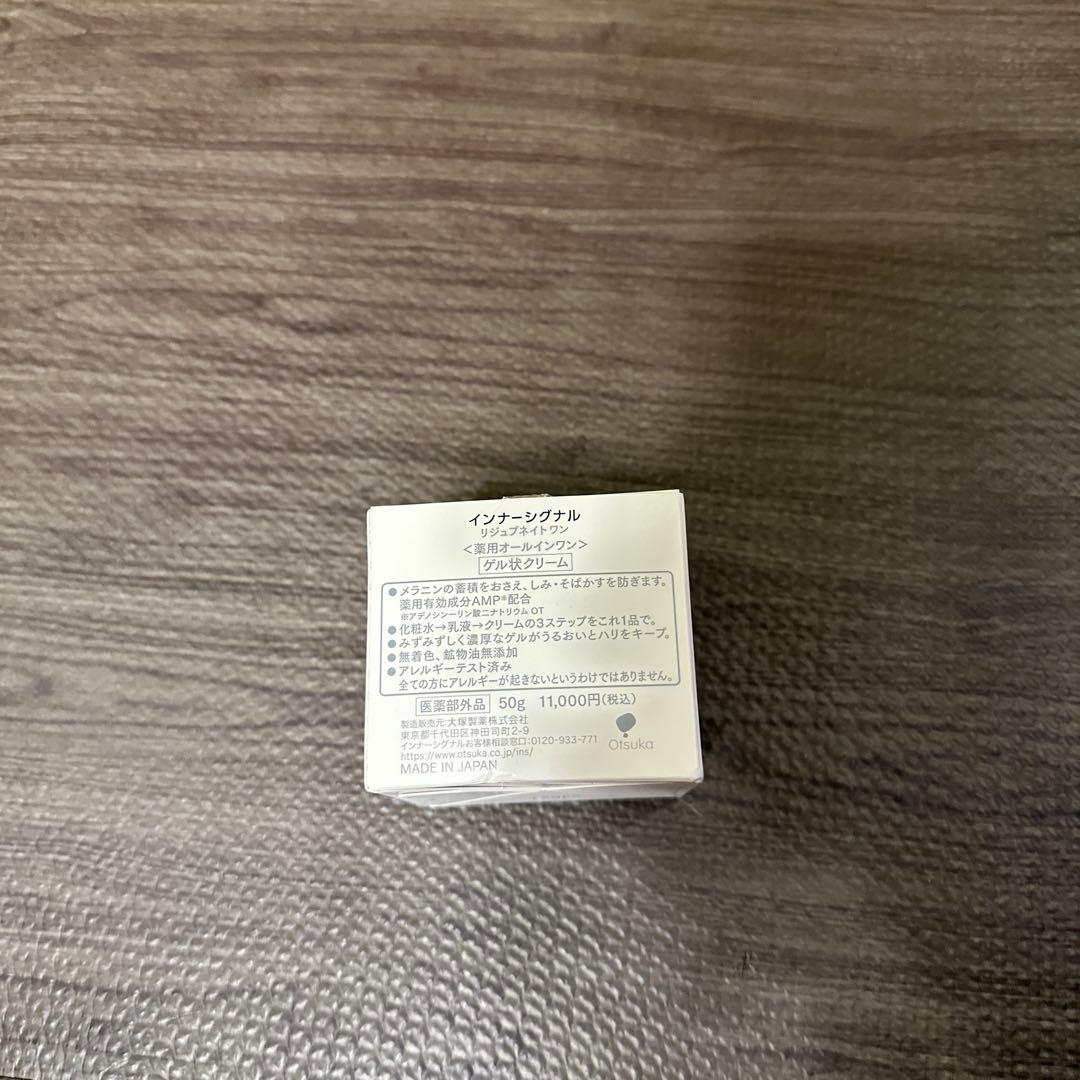 インナーシグナル
リジュブネイトワン
<薬用オールインワン>
ゲル状クリーム
●メラニンの蓄積をおさえ、しみ・そばかすを防ぎます。
薬用有効成分AMP※配合
※アデノシン一リン酸二ナトリウム OT
●化粧水→乳液→クリームの3ステップをこれ1品で。
●みずみずしく濃厚なゲルがうるおいとハリをキープ。
●無着色、鉱物油無添加
●アレルギーテスト済み
全ての方にアレルギーが起きないというわけではありません。
医薬部外品 50g 11,000円(税込)
製造販売元:大塚製薬株式会社
東京都千代田区神田司町2-9
インナーシグナルお客様相談窓口:0120-933-771
https://www.otsuka.co.jp/ins/
MADE IN JAPAN
Otsuka